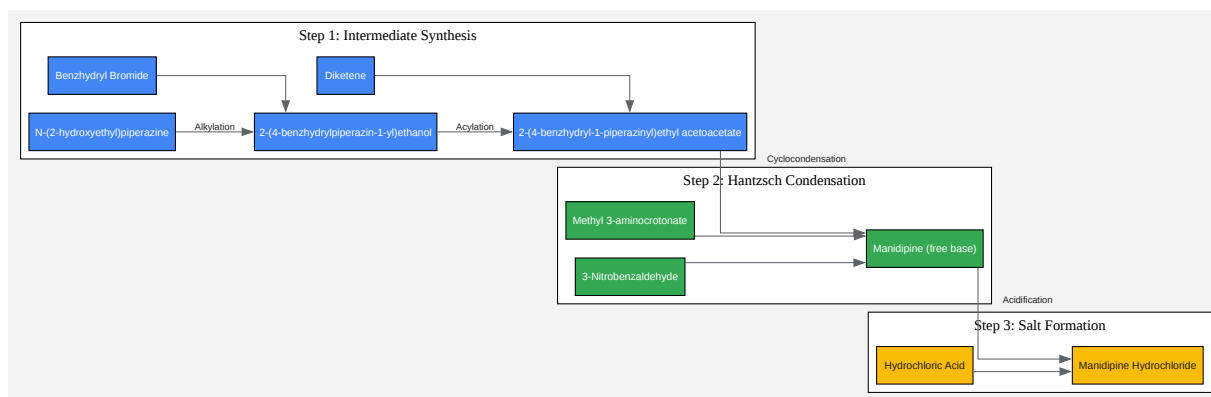 Step 1: Intermediate Synthesis
Benzhydryl Bromide
Diketene
N-(2-hydroxyethyl)piperazine
Alkylation
2-(4-benzhydrylpiperazin-1-yl)ethanol
Acylation
2-(4-benzhydryl-1-piperazinyl)ethyl acetoacetate
Cyclocondensation
Step 2: Hantzsch Condensation
Methyl 3-aminocrotonate
Manidipine (free base)
3-Nitrobenzaldehyde
Acidification
Step 3: Salt Formation
Hydrochloric Acid
Manidipine Hydrochloride